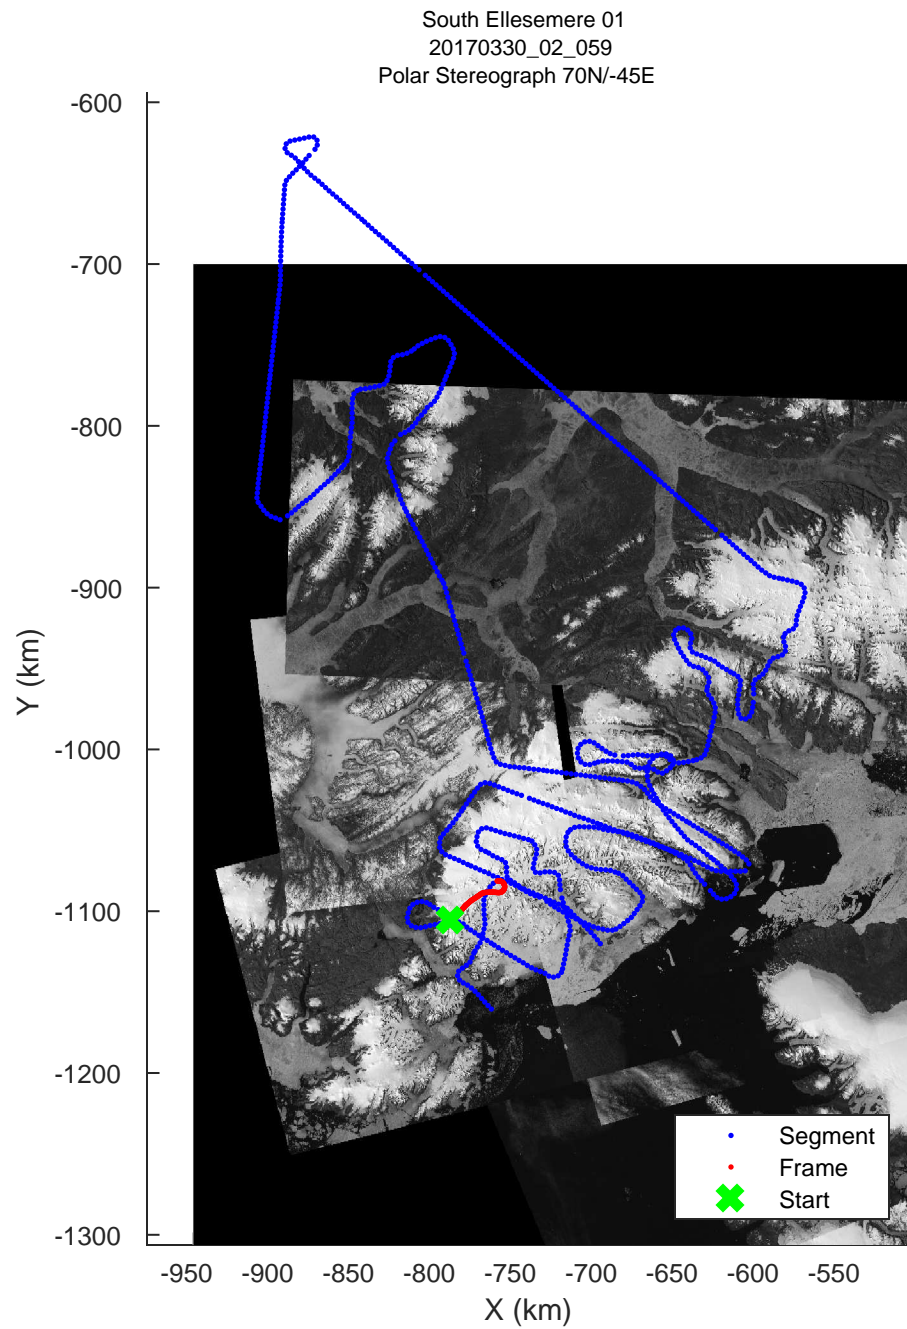 South Ellesemere 01
20170330_02_059
Polar Stereograph 70N/-45E
-600
-700
-800
-900
-1000
-1100
-1200
-1300
Y (km)
Segment
Frame
Start
-950 -900 -850 -800 -750 -700 -650 -600 -550
X (km)